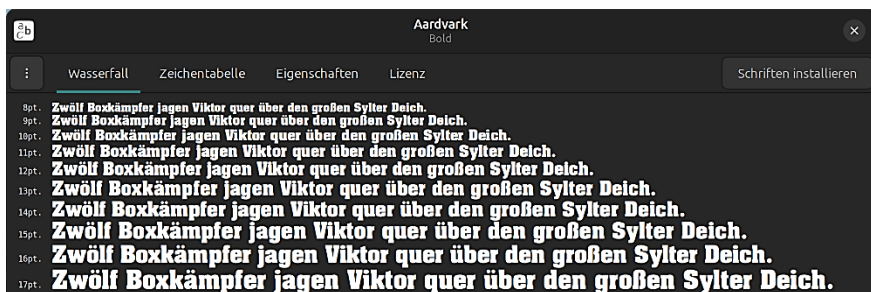 Aardvark
Bold
Wasserfall Zeichentabelle Eigenschaften Lizenz Schriften installieren
8pt. Zwölf Boxkämpfer jagen Viktor quer über den großen Sylter Deich.
9pt. Zwölf Boxkämpfer jagen Viktor quer über den großen Sylter Deich.
10pt. Zwölf Boxkämpfer jagen Viktor quer über den großen Sylter Deich.
11pt. Zwölf Boxkämpfer jagen Viktor quer über den großen Sylter Deich.
12pt. Zwölf Boxkämpfer jagen Viktor quer über den großen Sylter Deich.
13pt. Zwölf Boxkämpfer jagen Viktor quer über den großen Sylter Deich.
14pt. Zwölf Boxkämpfer jagen Viktor quer über den großen Sylter Deich.
15pt. Zwölf Boxkämpfer jagen Viktor quer über den großen Sylter Deich.
16pt. Zwölf Boxkämpfer jagen Viktor quer über den großen Sylter Deich.
17pt. Zwölf Boxkämpfer jagen Viktor quer über den großen Sylter Deich.